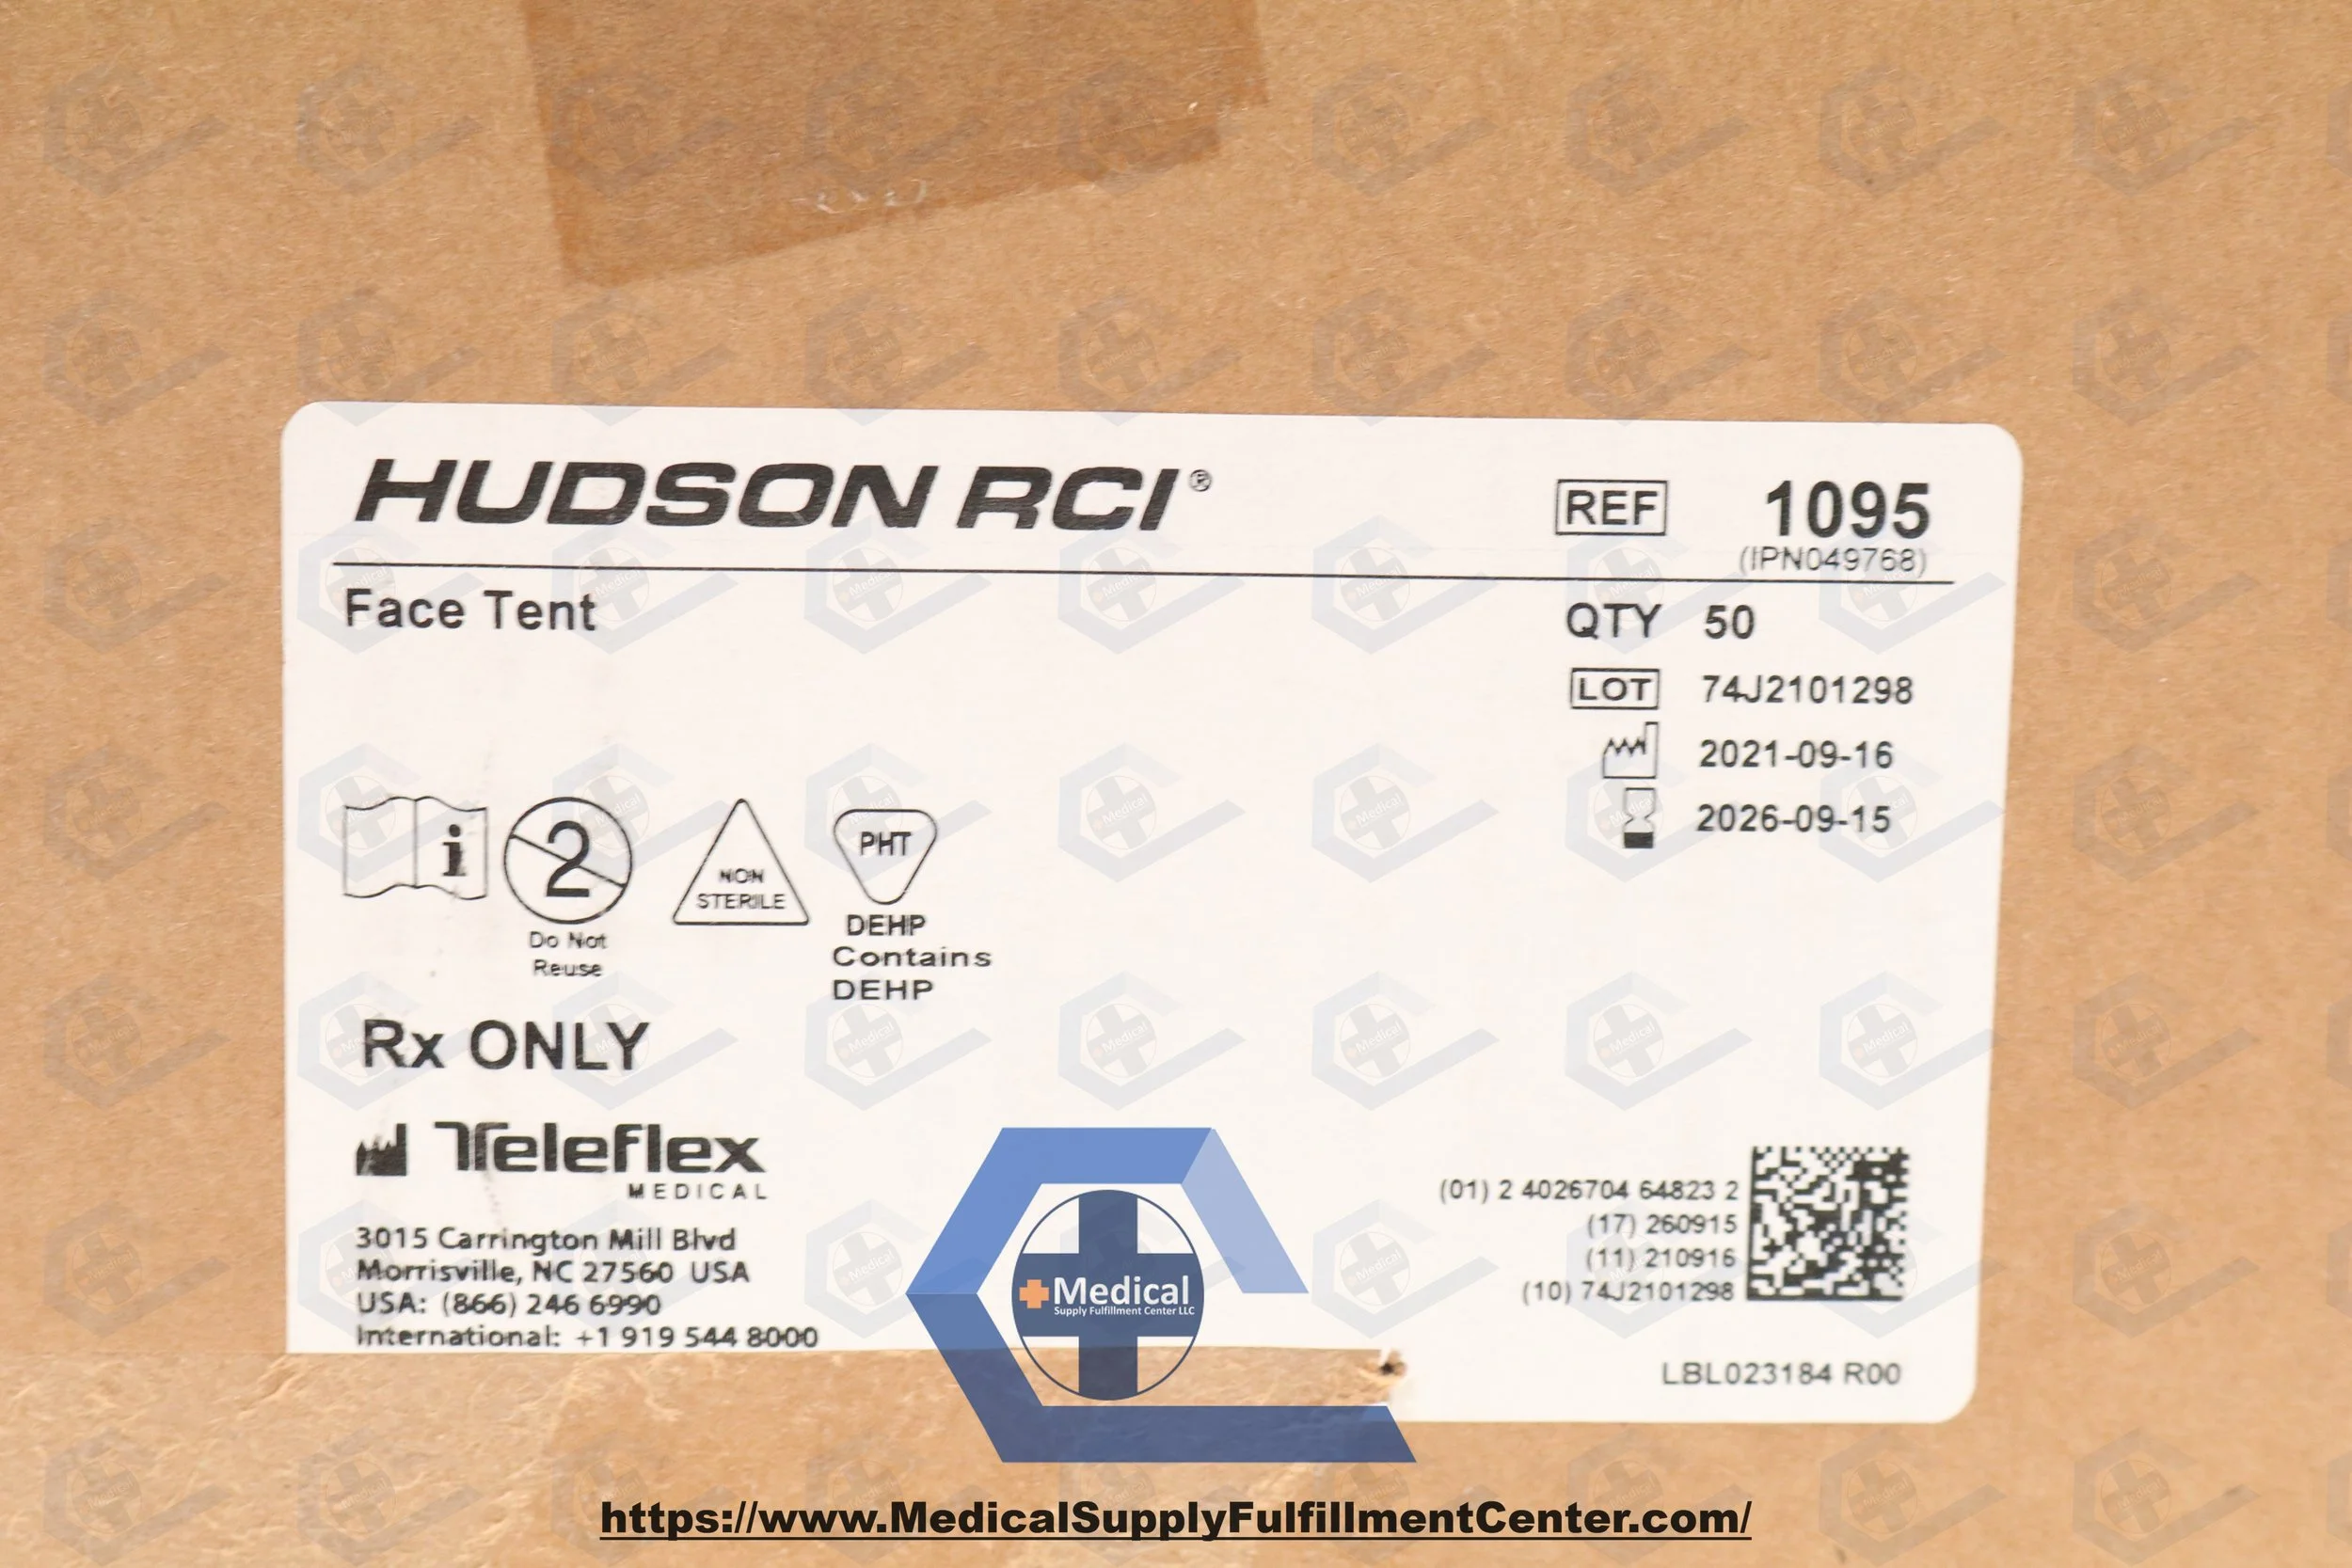 HUDSON RCI®
REF 1095
(IPN049768)
Face Tent
QTY 50
LOT 74J2101298
2021-09-16
2026-09-15
i
2
Do Not
Reuse
NON
STERILE
PHT
DEHP
Contains
DEHP
Rx ONLY
Teleflex
MEDICAL
3015 Carrington Mill Blvd
Morrisville, NC 27560 USA
USA: (866) 246 6990
International: +1 919 544 8000
(01) 2 4026704 64823 2
(17) 260915
(11) 210916
(10) 74J2101298
LBL023184 R00
Medical
Supply Fulfillment Center LLC
https://www.MedicalSupplyFulfillmentCenter.com/